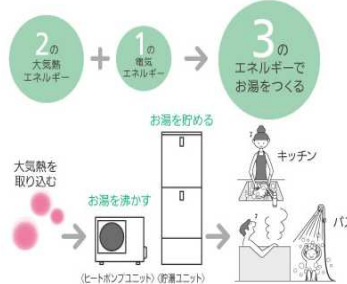 2の
大気熱
エネルギー
+
1の
電気
エネルギー
3の
エネルギーで
お湯をつくる
お湯を貯める
キッチン
大気熱を
取り込む
お湯を沸かす
バス
(ヒートポンプユニット)(貯湯ユニット)